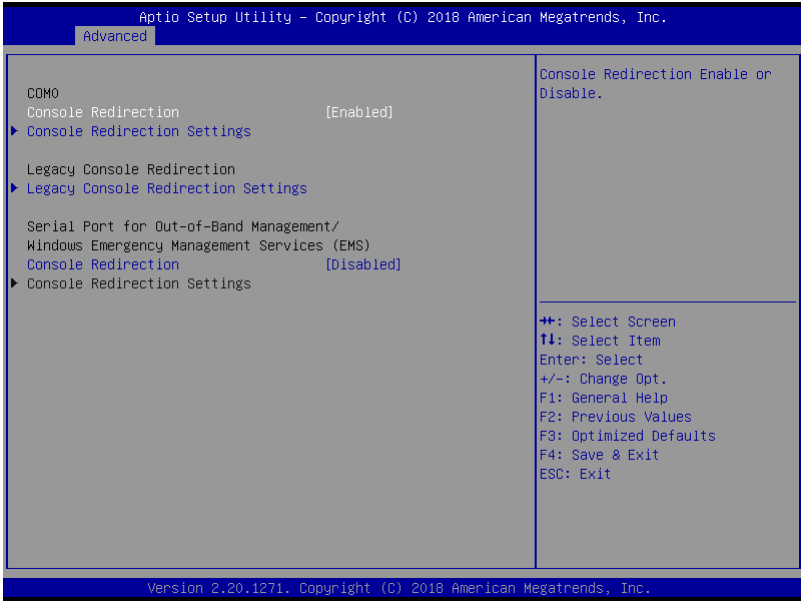 Aptio Setup Utility – Copyright (C) 2018 American Megatrends, Inc.
Advanced
COM0
Console Redirection [Enabled]
▶ Console Redirection Settings
Legacy Console Redirection
▶ Legacy Console Redirection Settings
Serial Port for Out-of-Band Management/
Windows Emergency Management Services (EMS)
Console Redirection [Disabled]
▶ Console Redirection Settings
Console Redirection Enable or
Disable.
→←: Select Screen
↑↓: Select Item
Enter: Select
+/-: Change Opt.
F1: General Help
F2: Previous Values
F3: Optimized Defaults
F4: Save & Exit
ESC: Exit
Version 2.20.1271. Copyright (C) 2018 American Megatrends, Inc.